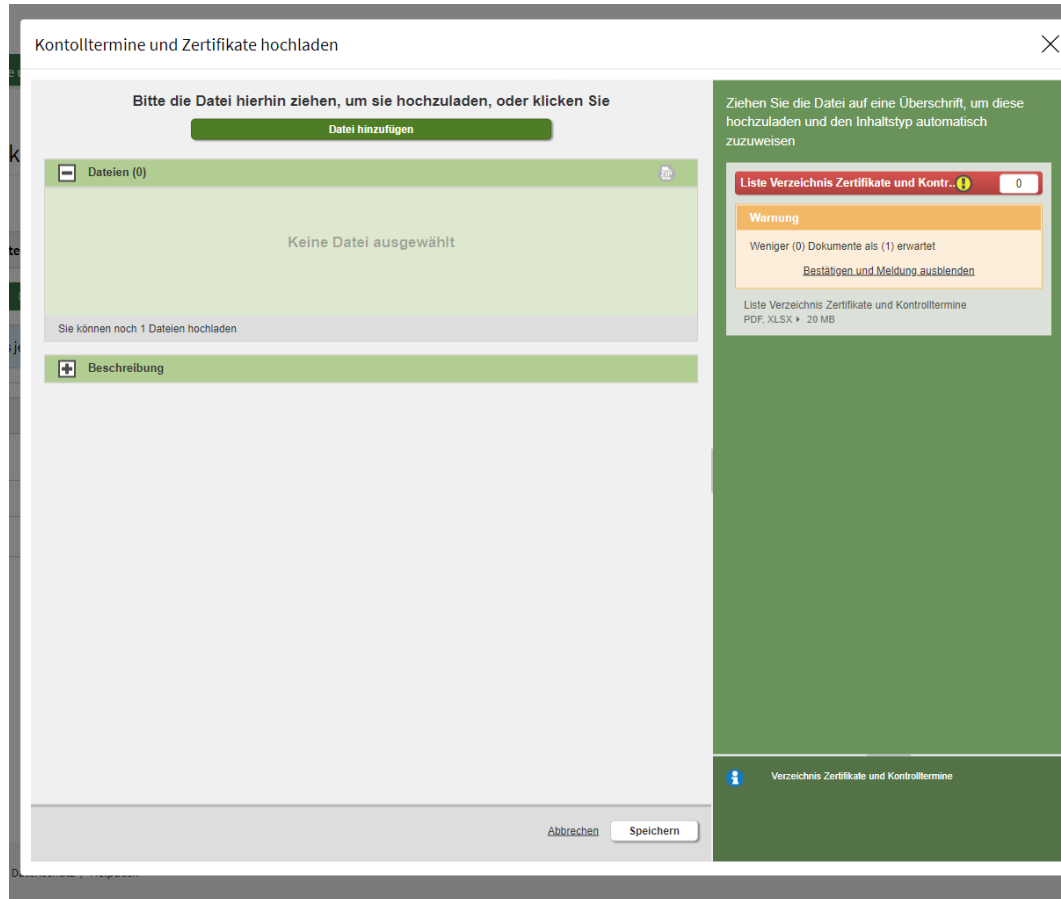 Kontolltermine und Zertifikate hochladen
Bitte die Datei hierhin ziehen, um sie hochzuladen, oder klicken Sie
Datei hinzufügen
Dateien (0)
Keine Datei ausgewählt
Sie können noch 1 Dateien hochladen
Beschreibung
Ziehen Sie die Datei auf eine Überschrift, um diese
hochzuladen und den Inhaltstyp automatisch
zuzuweisen
Liste Verzeichnis Zertifikate und Kontr.. 0
Warnung
Weniger (0) Dokumente als (1) erwartet
Bestätigen und Meldung ausblenden
Liste Verzeichnis Zertifikate und Kontrolltermine
PDF, XLSX 20 MB
Verzeichnis Zertifikate und Kontrolltermine
Abbrechen Speichern